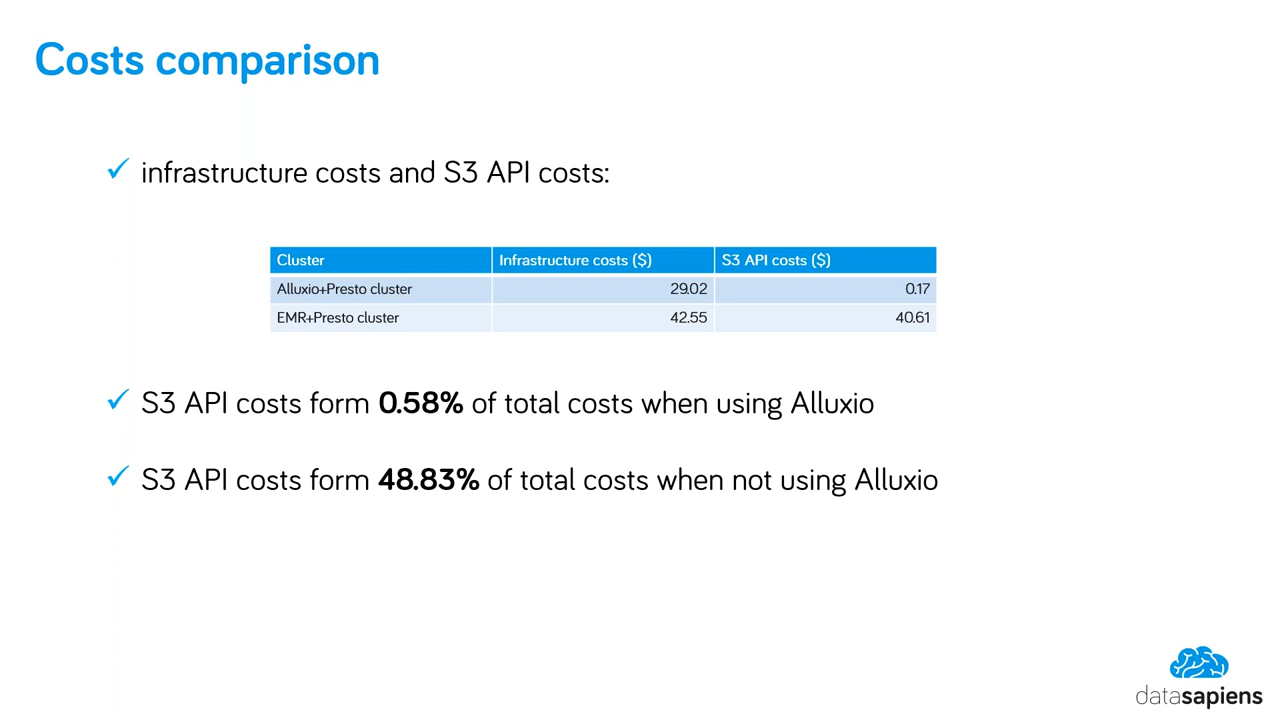 Costs comparison
✓ infrastructure costs and S3 API costs:
Cluster Infrastructure costs ($) S3 API costs ($)
Alluxio+Presto cluster 29.02 0.17
EMR+Presto cluster 42.55 40.61
✓ S3 API costs form 0.58% of total costs when using Alluxio
✓ S3 API costs form 48.83% of total costs when not using Alluxio
datasapiens